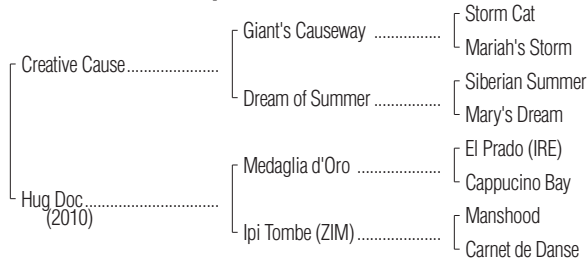 Storm Cat
Giant's Causeway ................
Mariah's Storm
Creative Cause......................
Siberian Summer
Dream of Summer................
Mary's Dream
El Prado (IRE)
Medaglia d'Oro ....................
Cappucino Bay
Hug Doc................................
(2010)
Manshood
Ipi Tombe (ZIM)....................
Carnet de Danse